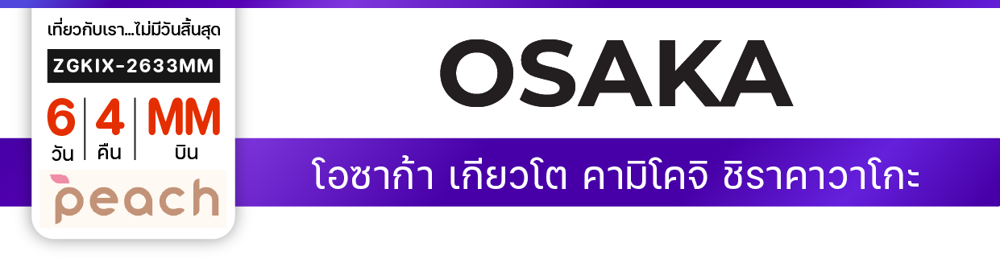 เที่ยวกับเรา...ไม่มีวันสิ้นสุด
ZGKIX-2633MM
6 วัน
4 คืน
MM บิน
peach
OSAKA
โอซาก้า เกียวโต คามิโคจิ ชิราคาวาโกะ